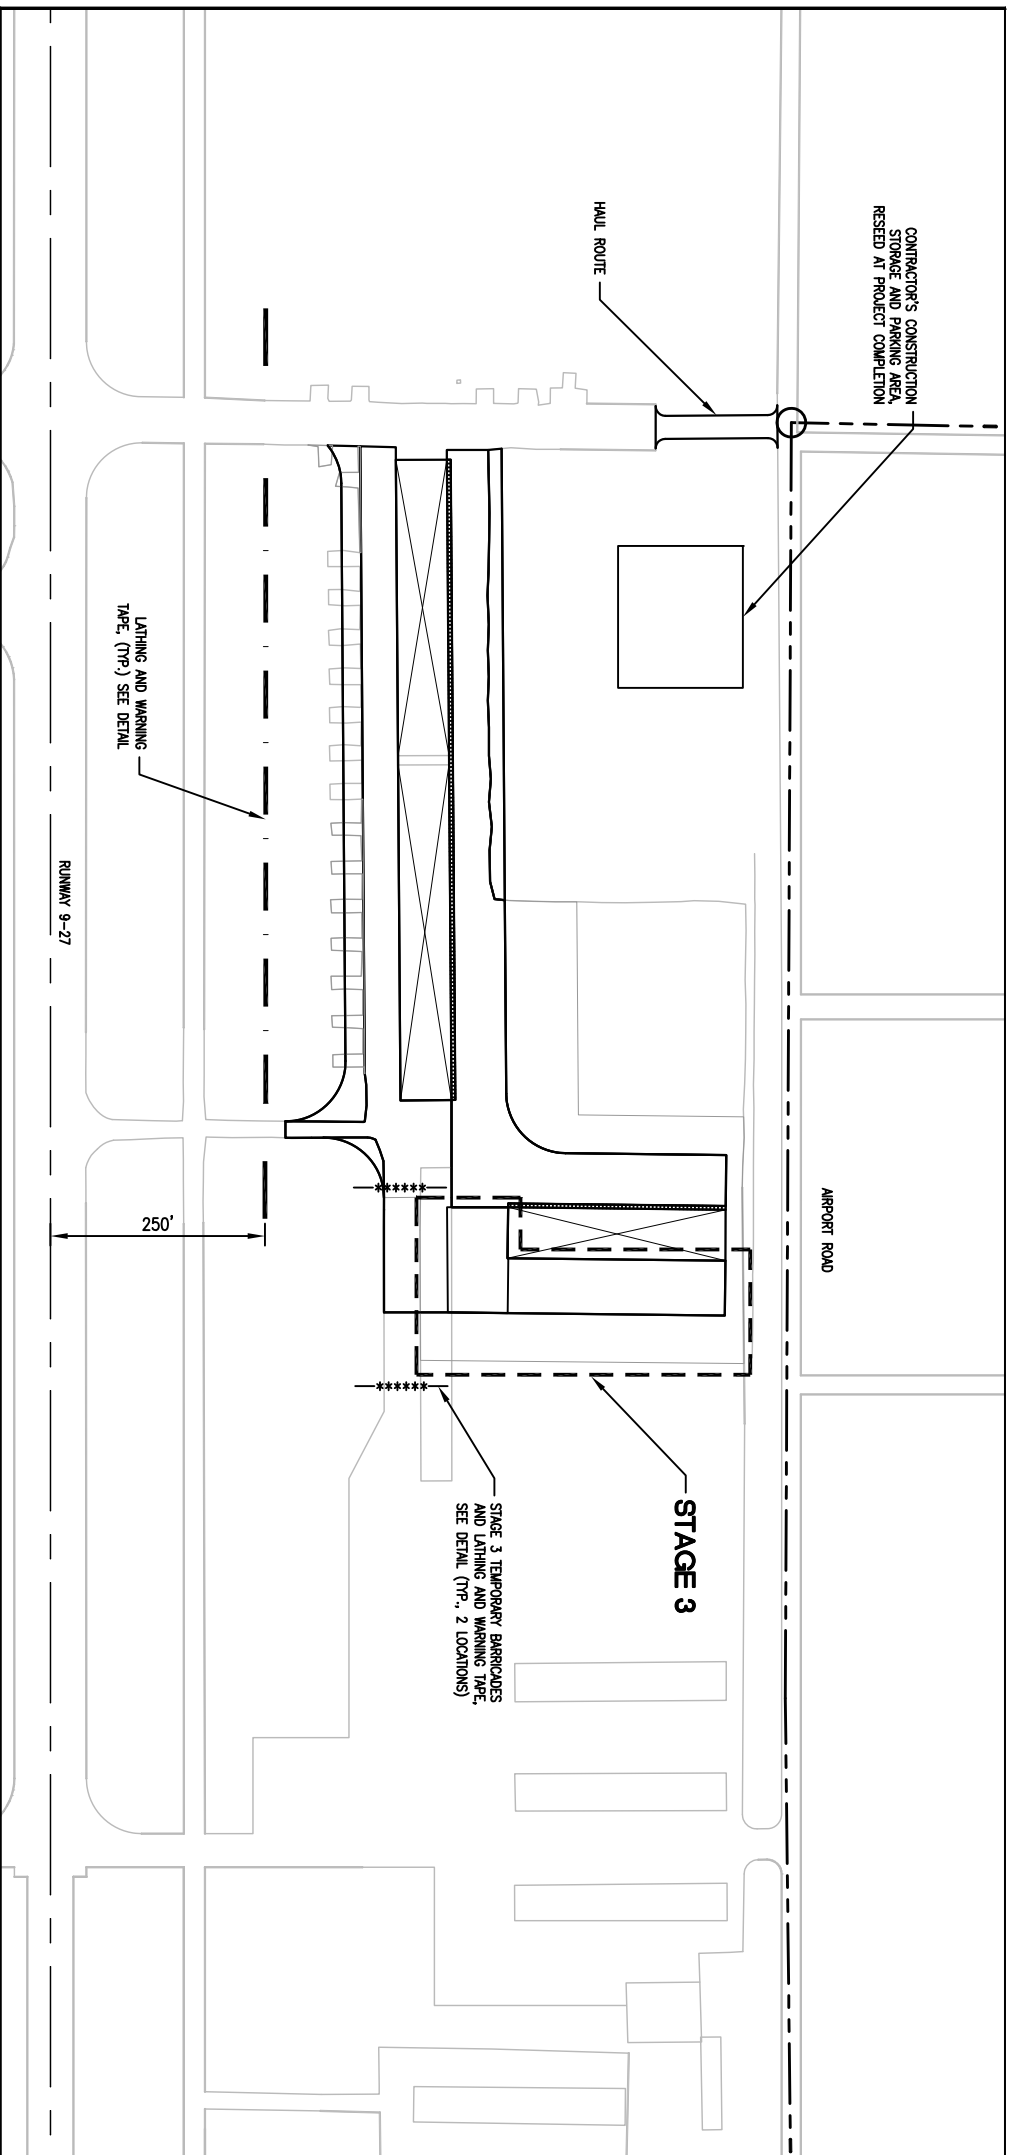 CONTRACTOR'S CONSTRUCTION
STORAGE AND PARKING AREA,
RESEED AT PROJECT COMPLETION
HAUL ROUTE
LATHING AND WARNING
TAPE, (TYP.) SEE DETAIL
RUNWAY 9-27
AIRPORT ROAD
250'
STAGE 3
STAGE 3 TEMPORARY BARRICADES
AND LATHING AND WARNING TAPE,
SEE DETAIL (TYP., 2 LOCATIONS)